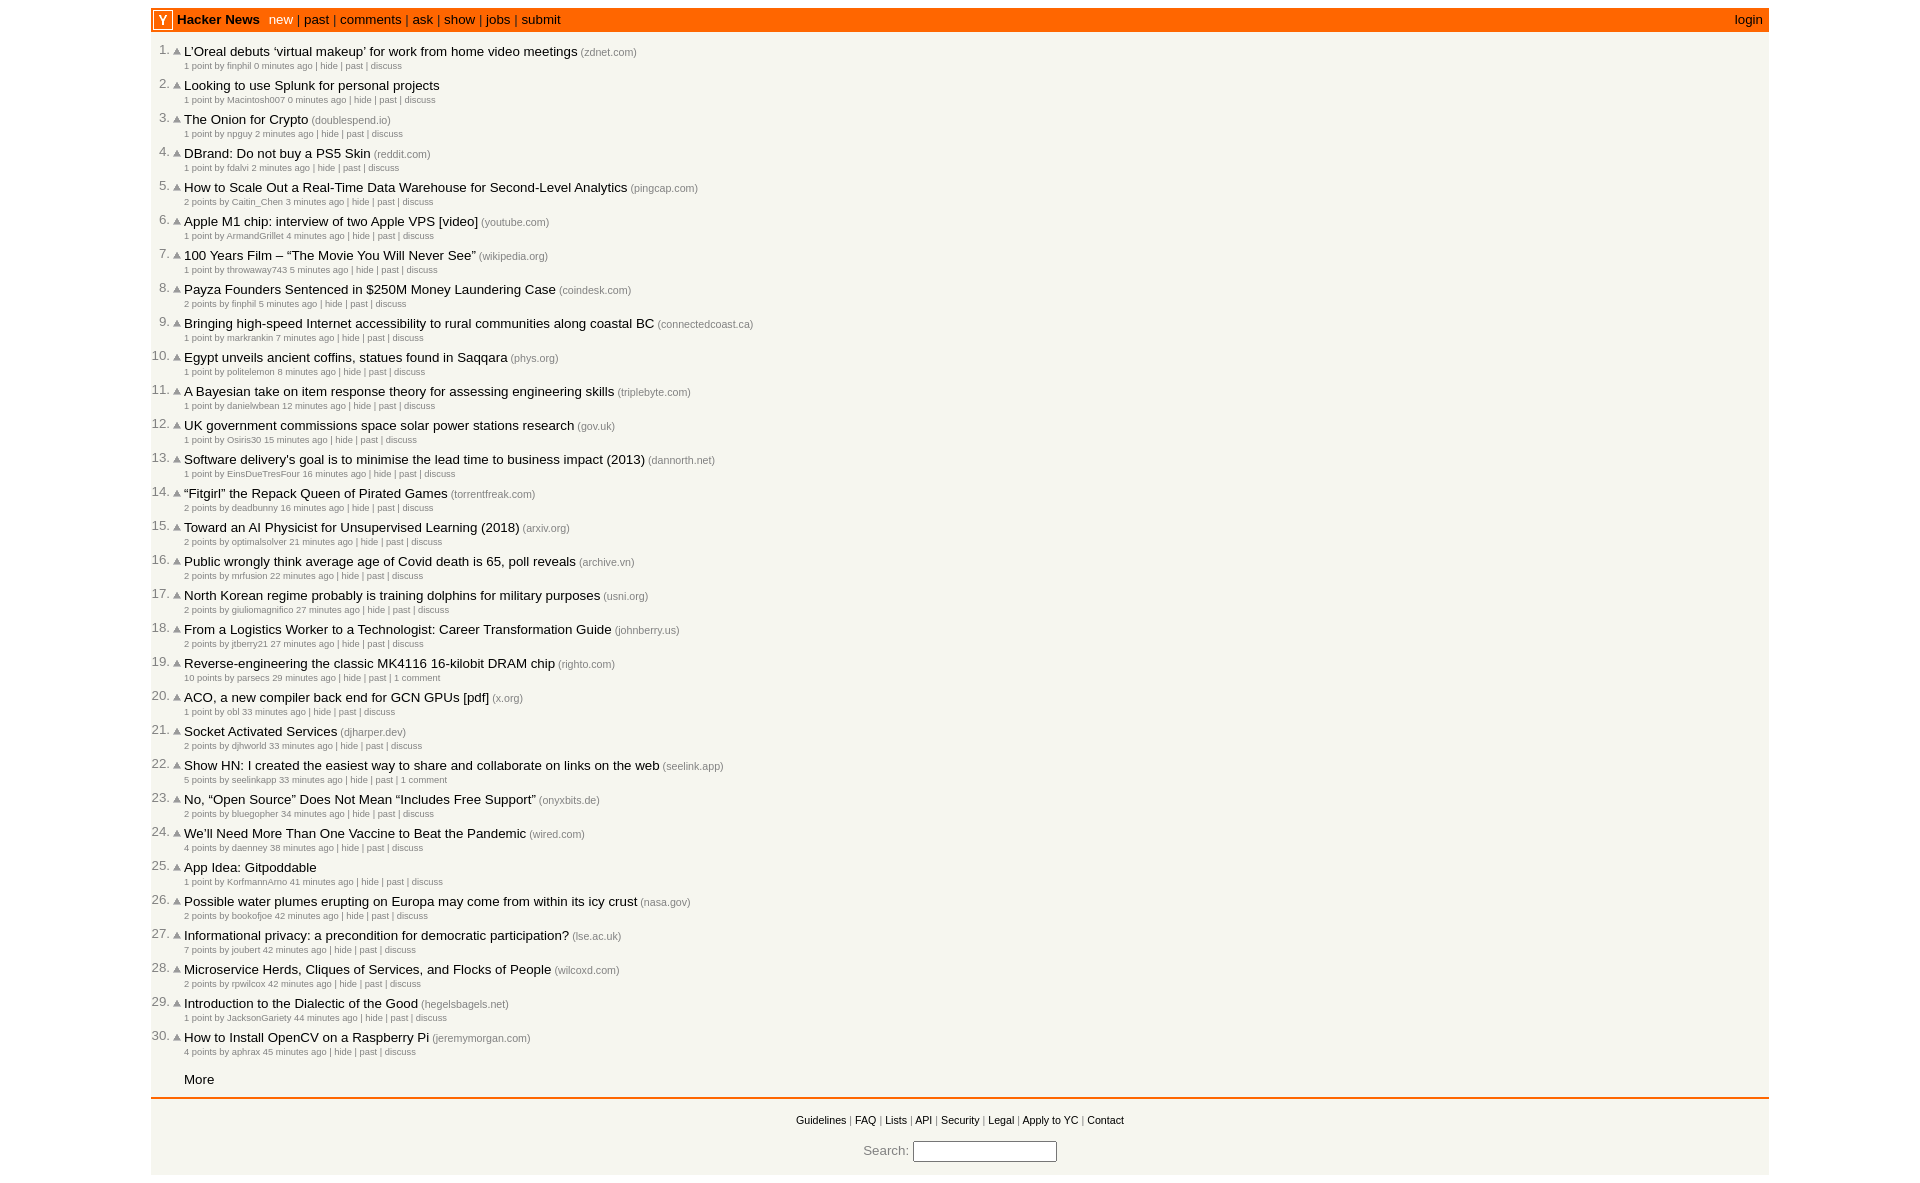 Y Hacker News new | past | comments | ask | show | jobs | submit login
1. L’Oreal debuts ‘virtual makeup’ for work from home video meetings (zdnet.com)
1 point by finphil 0 minutes ago | hide | past | discuss
2. Looking to use Splunk for personal projects
1 point by Macintosh007 0 minutes ago | hide | past | discuss
3. The Onion for Crypto (doublespend.io)
1 point by npguy 2 minutes ago | hide | past | discuss
4. DBrand: Do not buy a PS5 Skin (reddit.com)
1 point by fdalvi 2 minutes ago | hide | past | discuss
5. How to Scale Out a Real-Time Data Warehouse for Second-Level Analytics (pingcap.com)
2 points by Caitin_Chen 3 minutes ago | hide | past | discuss
6. Apple M1 chip: interview of two Apple VPS [video] (youtube.com)
1 point by ArmandGrillet 4 minutes ago | hide | past | discuss
7. 100 Years Film – “The Movie You Will Never See” (wikipedia.org)
1 point by throwaway743 5 minutes ago | hide | past | discuss
8. Payza Founders Sentenced in $250M Money Laundering Case (coindesk.com)
2 points by finphil 5 minutes ago | hide | past | discuss
9. Bringing high-speed Internet accessibility to rural communities along coastal BC (connectedcoast.ca)
1 point by markrankin 7 minutes ago | hide | past | discuss
10. Egypt unveils ancient coffins, statues found in Saqqara (phys.org)
1 point by politelemon 8 minutes ago | hide | past | discuss
11. A Bayesian take on item response theory for assessing engineering skills (triplebyte.com)
1 point by danielwbean 12 minutes ago | hide | past | discuss
12. UK government commissions space solar power stations research (gov.uk)
1 point by Osiris30 15 minutes ago | hide | past | discuss
13. Software delivery's goal is to minimise the lead time to business impact (2013) (dannorth.net)
1 point by EinsDueTresFour 16 minutes ago | hide | past | discuss
14. “Fitgirl” the Repack Queen of Pirated Games (torrentfreak.com)
2 points by deadbunny 16 minutes ago | hide | past | discuss
15. Toward an AI Physicist for Unsupervised Learning (2018) (arxiv.org)
2 points by optimalsolver 21 minutes ago | hide | past | discuss
16. Public wrongly think average age of Covid death is 65, poll reveals (archive.vn)
2 points by mrfusion 22 minutes ago | hide | past | discuss
17. North Korean regime probably is training dolphins for military purposes (usni.org)
2 points by giuliomagnifico 27 minutes ago | hide | past | discuss
18. From a Logistics Worker to a Technologist: Career Transformation Guide (johnberry.us)
2 points by jtberry21 27 minutes ago | hide | past | discuss
19. Reverse-engineering the classic MK4116 16-kilobit DRAM chip (righto.com)
10 points by parsecs 29 minutes ago | hide | past | 1 comment
20. ACO, a new compiler back end for GCN GPUs [pdf] (x.org)
1 point by obl 33 minutes ago | hide | past | discuss
21. Socket Activated Services (djharper.dev)
2 points by djhworld 33 minutes ago | hide | past | discuss
22. Show HN: I created the easiest way to share and collaborate on links on the web (seelink.app)
5 points by seelinkapp 33 minutes ago | hide | past | 1 comment
23. No, “Open Source” Does Not Mean “Includes Free Support” (onyxbits.de)
2 points by bluegopher 34 minutes ago | hide | past | discuss
24. We’ll Need More Than One Vaccine to Beat the Pandemic (wired.com)
4 points by daenney 38 minutes ago | hide | past | discuss
25. App Idea: Gitpoddable
1 point by KorfmannArno 41 minutes ago | hide | past | discuss
26. Possible water plumes erupting on Europa may come from within its icy crust (nasa.gov)
2 points by bookofjoe 42 minutes ago | hide | past | discuss
27. Informational privacy: a precondition for democratic participation? (lse.ac.uk)
7 points by joubert 42 minutes ago | hide | past | discuss
28. Microservice Herds, Cliques of Services, and Flocks of People (wilcoxd.com)
2 points by rpwilcox 42 minutes ago | hide | past | discuss
29. Introduction to the Dialectic of the Good (hegelsbagels.net)
1 point by JacksonGariety 44 minutes ago | hide | past | discuss
30. How to Install OpenCV on a Raspberry Pi (jeremymorgan.com)
4 points by aphrax 45 minutes ago | hide | past | discuss
More
Guidelines | FAQ | Lists | API | Security | Legal | Apply to YC | Contact
Search: